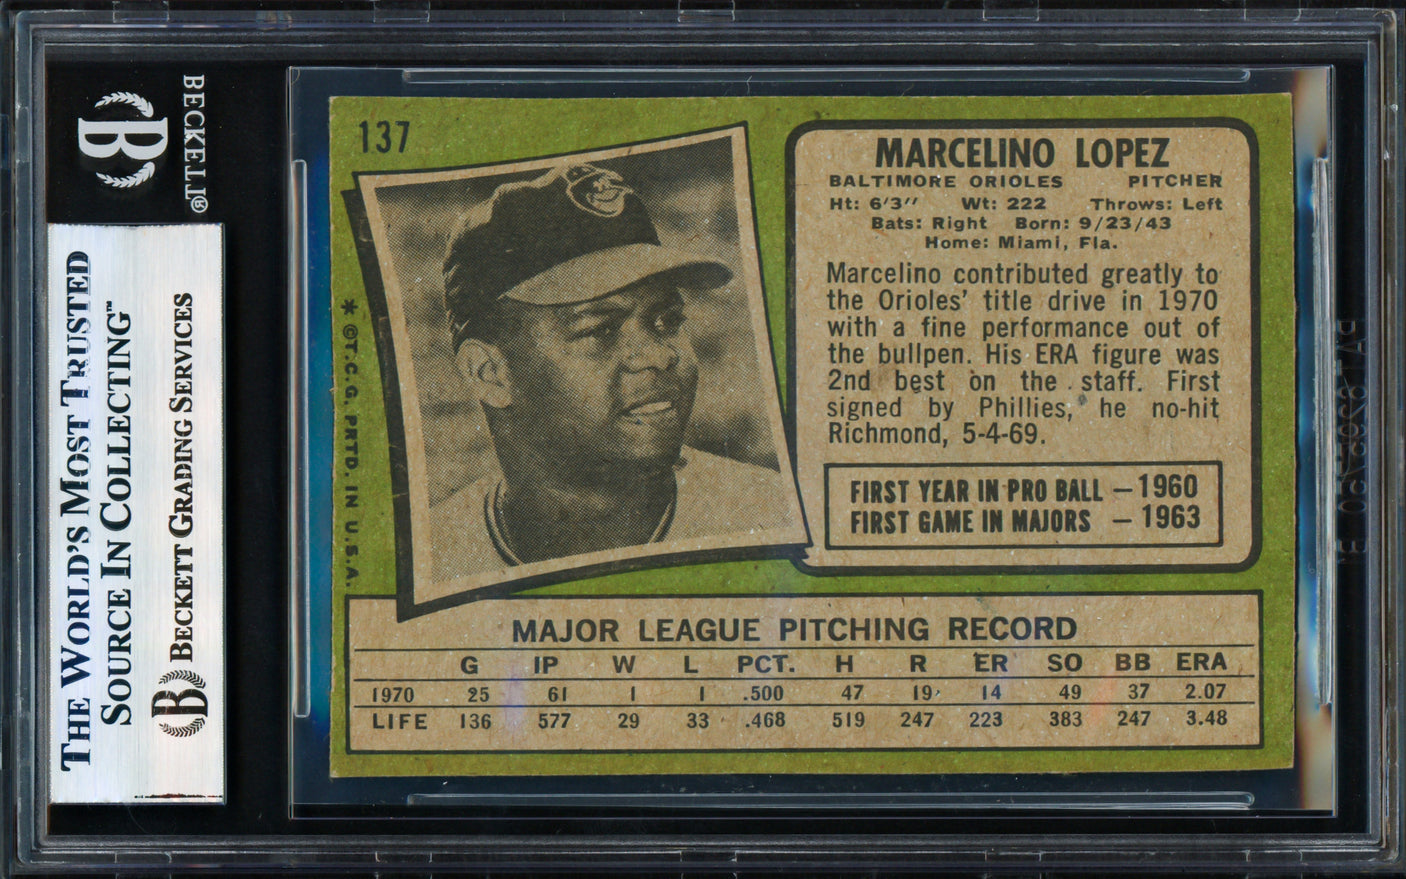 BECKETT®
THE WORLD'S MOST TRUSTED
SOURCE IN COLLECTING™
B BECKETT GRADING SERVICES
137
* ©T.C.G. PRTD. IN U.S.A.
MARCELINO LOPEZ
BALTIMORE ORIOLES PITCHER
Ht: 6'3" Wt: 222 Throws: Left
Bats: Right Born: 9/23/43
Home: Miami, Fla.
Marcelino contributed greatly to
the Orioles' title drive in 1970
with a fine performance out of
the bullpen. His ERA figure was
2nd best on the staff. First
signed by Phillies, he no-hit
Richmond, 5-4-69.
FIRST YEAR IN PRO BALL — 1960
FIRST GAME IN MAJORS — 1963
MAJOR LEAGUE PITCHING RECORD
G IP W L PCT. H R ER SO BB ERA
1970 25 61 1 1 .500 47 19 14 49 37 2.07
LIFE 136 577 29 33 .468 519 247 223 383 247 3.48